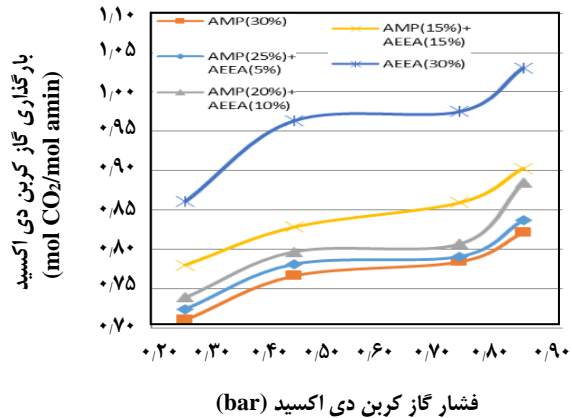 ۱٫۱۰
۱٫۰۵
۱٫۰۰
۰٫۹۵
۰٫۹۰
۰٫۸۵
۰٫۸۰
۰٫۷۵
۰٫۷۰
AMP(30%)
AMP(15%)+
AEEA(15%)
AMP(25%)+
AEEA(5%)
AEEA(30%)
AMP(20%)+
AEEA(10%)
بارگذاری گاز کربن دی اکسید
(mol CO₂/mol amin)
۰٫۲۰ ۰٫۳۰ ۰٫۴۰ ۰٫۵۰ ۰٫۶۰ ۰٫۷۰ ۰٫۸۰ ۰٫۹۰
فشار گاز کربن دی اکسید (bar)